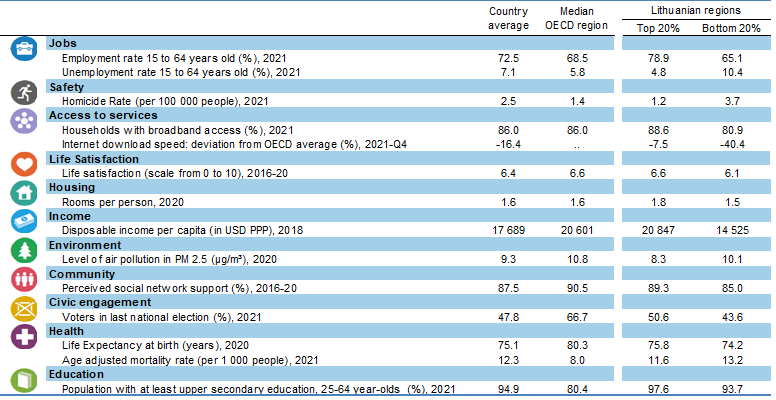 Country average Median OECD region Lithuanian regions
Top 20% Bottom 20%
Jobs
Employment rate 15 to 64 years old (%), 2021 72.5 68.5 78.9 65.1
Unemployment rate 15 to 64 years old (%), 2021 7.1 5.8 4.8 10.4
Safety
Homicide Rate (per 100 000 people), 2021 2.5 1.4 1.2 3.7
Access to services
Households with broadband access (%), 2021 86.0 86.0 88.6 80.9
Internet download speed: deviation from OECD average (%), 2021-Q4 -16.4 .. -7.5 -40.4
Life Satisfaction
Life satisfaction (scale from 0 to 10), 2016-20 6.4 6.6 6.6 6.1
Housing
Rooms per person, 2020 1.6 1.6 1.8 1.5
Income
Disposable income per capita (in USD PPP), 2018 17 689 20 601 20 847 14 525
Environment
Level of air pollution in PM 2.5 (µg/m³), 2020 9.3 10.8 8.3 10.1
Community
Perceived social network support (%), 2016-20 87.5 90.5 89.3 85.0
Civic engagement
Voters in last national election (%), 2021 47.8 66.7 50.6 43.6
Health
Life Expectancy at birth (years), 2020 75.1 80.3 75.8 74.2
Age adjusted mortality rate (per 1 000 people), 2021 12.3 8.0 11.6 13.2
Education
Population with at least upper secondary education, 25-64 year-olds (%), 2021 94.9 80.4 97.6 93.7